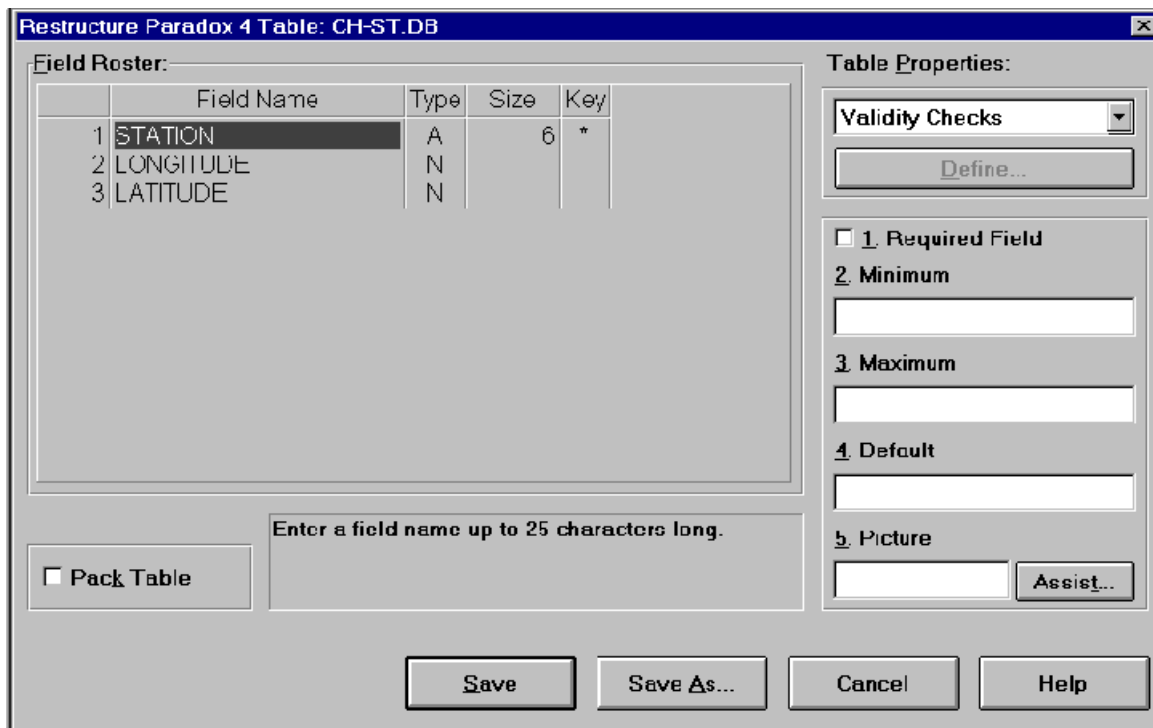 Restructure Paradox 4 Table: CH-ST.DB
Field Roster:
Field Name Type Size Key
1 STATION A 6 *
2 LONGITUDE N
3 LATITUDE N
Enter a field name up to 25 characters long.
Pack Table
Table Properties:
Validity Checks
Define...
1. Required Field
2. Minimum
3. Maximum
4. Default
5. Picture
Assist...
Save Save As... Cancel Help